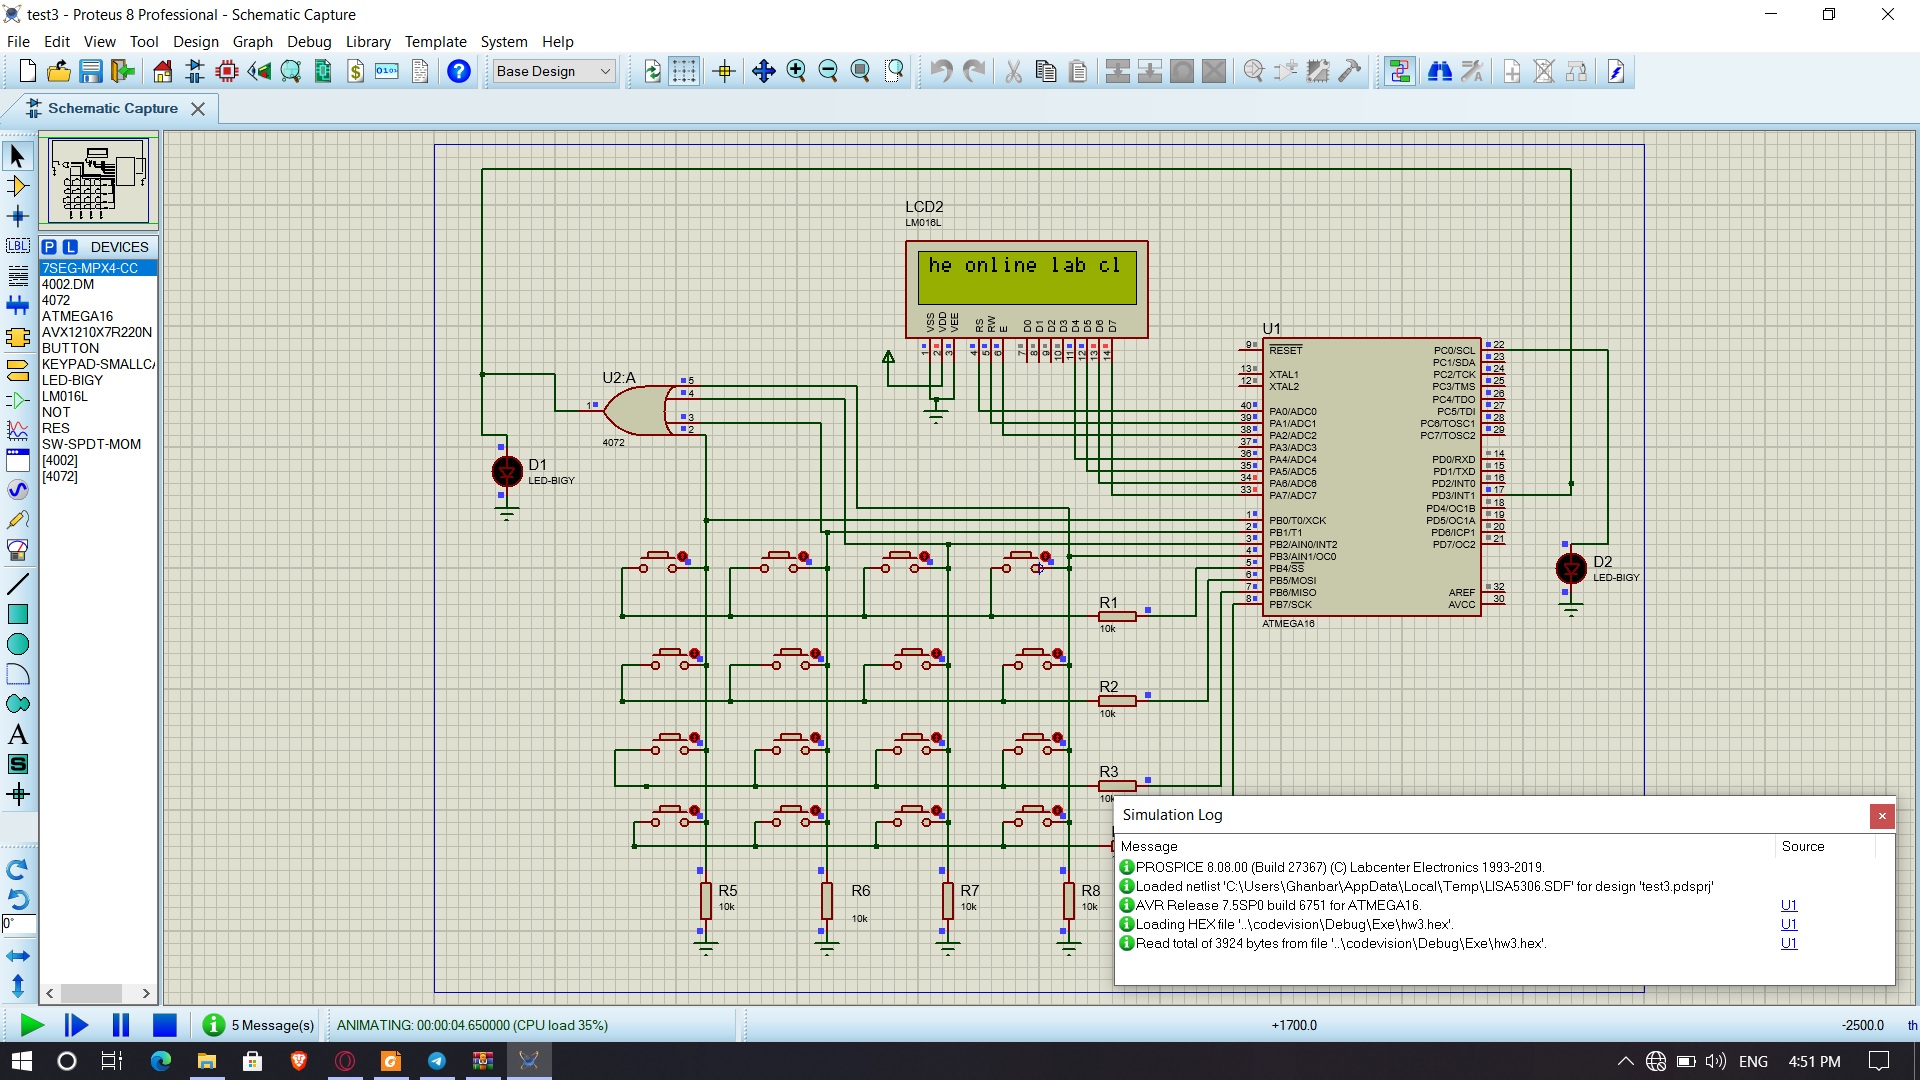 test3 - Proteus 8 Professional - Schematic Capture
File Edit View Tool Design Graph Debug Library Template System Help
Base Design
Schematic Capture
DEVICES
7SEG-MPX4-CC
4002.DM
4072
ATMEGA16
AVX1210X7R220N
BUTTON
KEYPAD-SMALLC
LED-BIGY
LM016L
NOT
RES
SW-SPDT-MOM
[4002]
[4072]
LCD2
LM016L
he online lab cl
VSS VDD VEE RS RW E D0 D1 D2 D3 D4 D5 D6 D7
1 2 3 4 5 6 7 8 9 10 11 12 13 14
U2:A
1
5
4
3
2
4072
D1
LED-BIGY
U1
9 RESET
13 XTAL1
12 XTAL2
40 PA0/ADC0
39 PA1/ADC1
38 PA2/ADC2
37 PA3/ADC3
36 PA4/ADC4
35 PA5/ADC5
34 PA6/ADC6
33 PA7/ADC7
1 PB0/T0/XCK
2 PB1/T1
3 PB2/AIN0/INT2
4 PB3/AIN1/OC0
5 PB4/SS
6 PB5/MOSI
7 PB6/MISO
8 PB7/SCK
PC0/SCL 22
PC1/SDA 23
PC2/TCK 24
PC3/TMS 25
PC4/TDO 26
PC5/TDI 27
PC6/TOSC1 28
PC7/TOSC2 29
PD0/RXD 14
PD1/TXD 15
PD2/INT0 16
PD3/INT1 17
PD4/OC1B 18
PD5/OC1A 19
PD6/ICP1 20
PD7/OC2 21
AREF 32
AVCC 30
ATMEGA16
D2
LED-BIGY
R1
10k
R2
10k
R3
10k
R5
10k
R6
10k
R7
10k
R8
10k
Simulation Log
Message Source
PROSPICE 8.08.00 (Build 27367) (C) Labcenter Electronics 1993-2019.
Loaded netlist 'C:\Users\Ghanbar\AppData\Local\Temp\LISA5306.SDF' for design 'test3.pdsprj'
AVR Release 7.5SP0 build 6751 for ATMEGA16. U1
Loading HEX file '..\codevision\Debug\Exe\hw3.hex'. U1
Read total of 3924 bytes from file '..\codevision\Debug\Exe\hw3.hex'. U1
0°
5 Message(s) ANIMATING: 00:00:04.650000 (CPU load 35%) +1700.0 -2500.0 th
ENG 4:51 PM